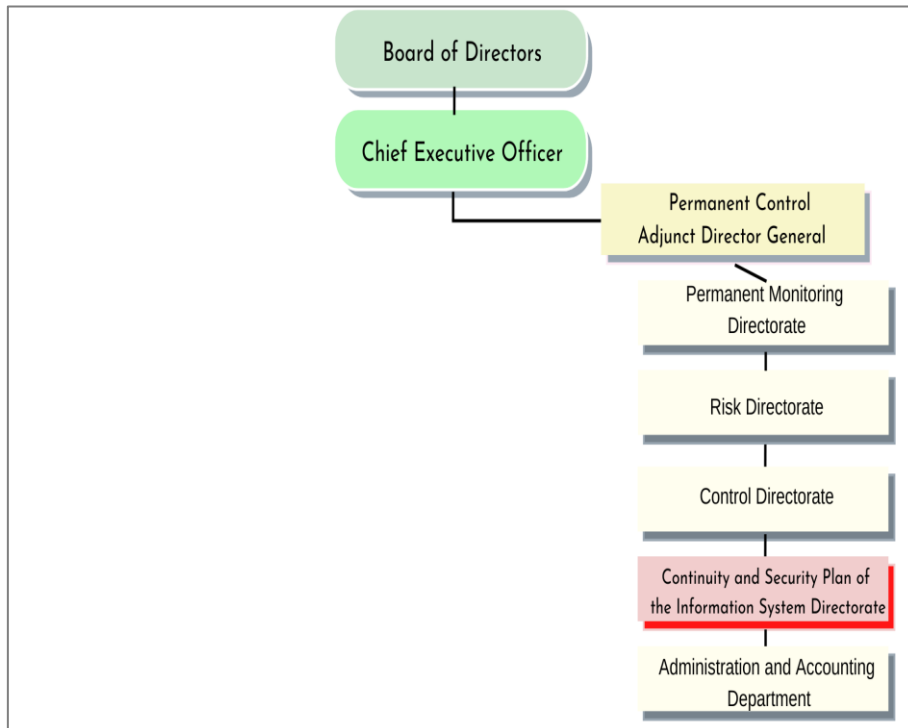 Board of Directors
Chief Executive Officer
Permanent Control
Adjunct Director General
Permanent Monitoring
Directorate
Risk Directorate
Control Directorate
Continuity and Security Plan of
the Information System Directorate
Administration and Accounting
Department